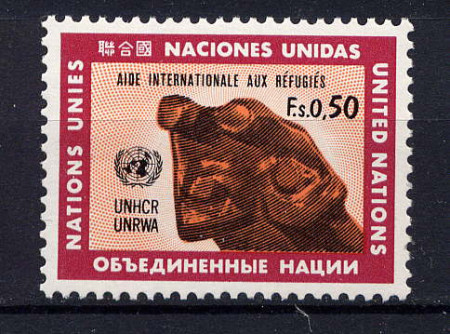 聯合國 NACIONES UNIDAS
AIDE INTERNATIONALE AUX RÉFUGIÉS
F.s.0,50
NATIONS UNIES
UNITED NATIONS
UNHCR
UNRWA
ОБЪЕДИНЕННЫЕ НАЦИИ